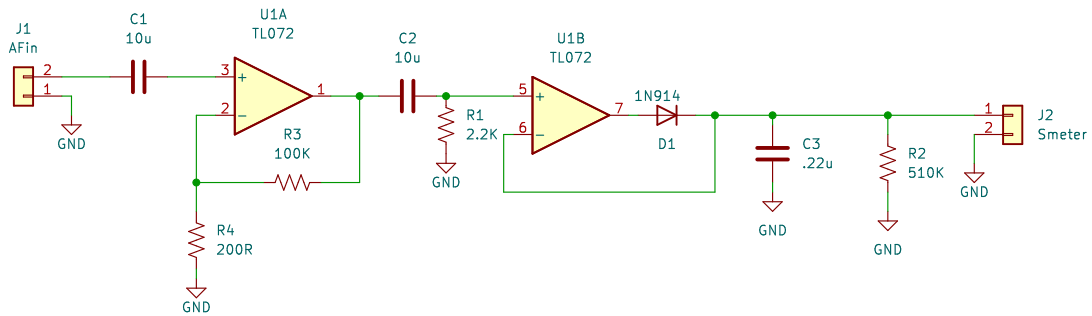 J1
AFin
2
1
GND
C1
10u
U1A
TL072
3
+
2
−
1
R3
100K
R4
200R
GND
C2
10u
R1
2.2K
GND
U1B
TL072
5
+
6
−
7
1N914
D1
C3
.22u
GND
R2
510K
GND
1
2
J2
Smeter
GND